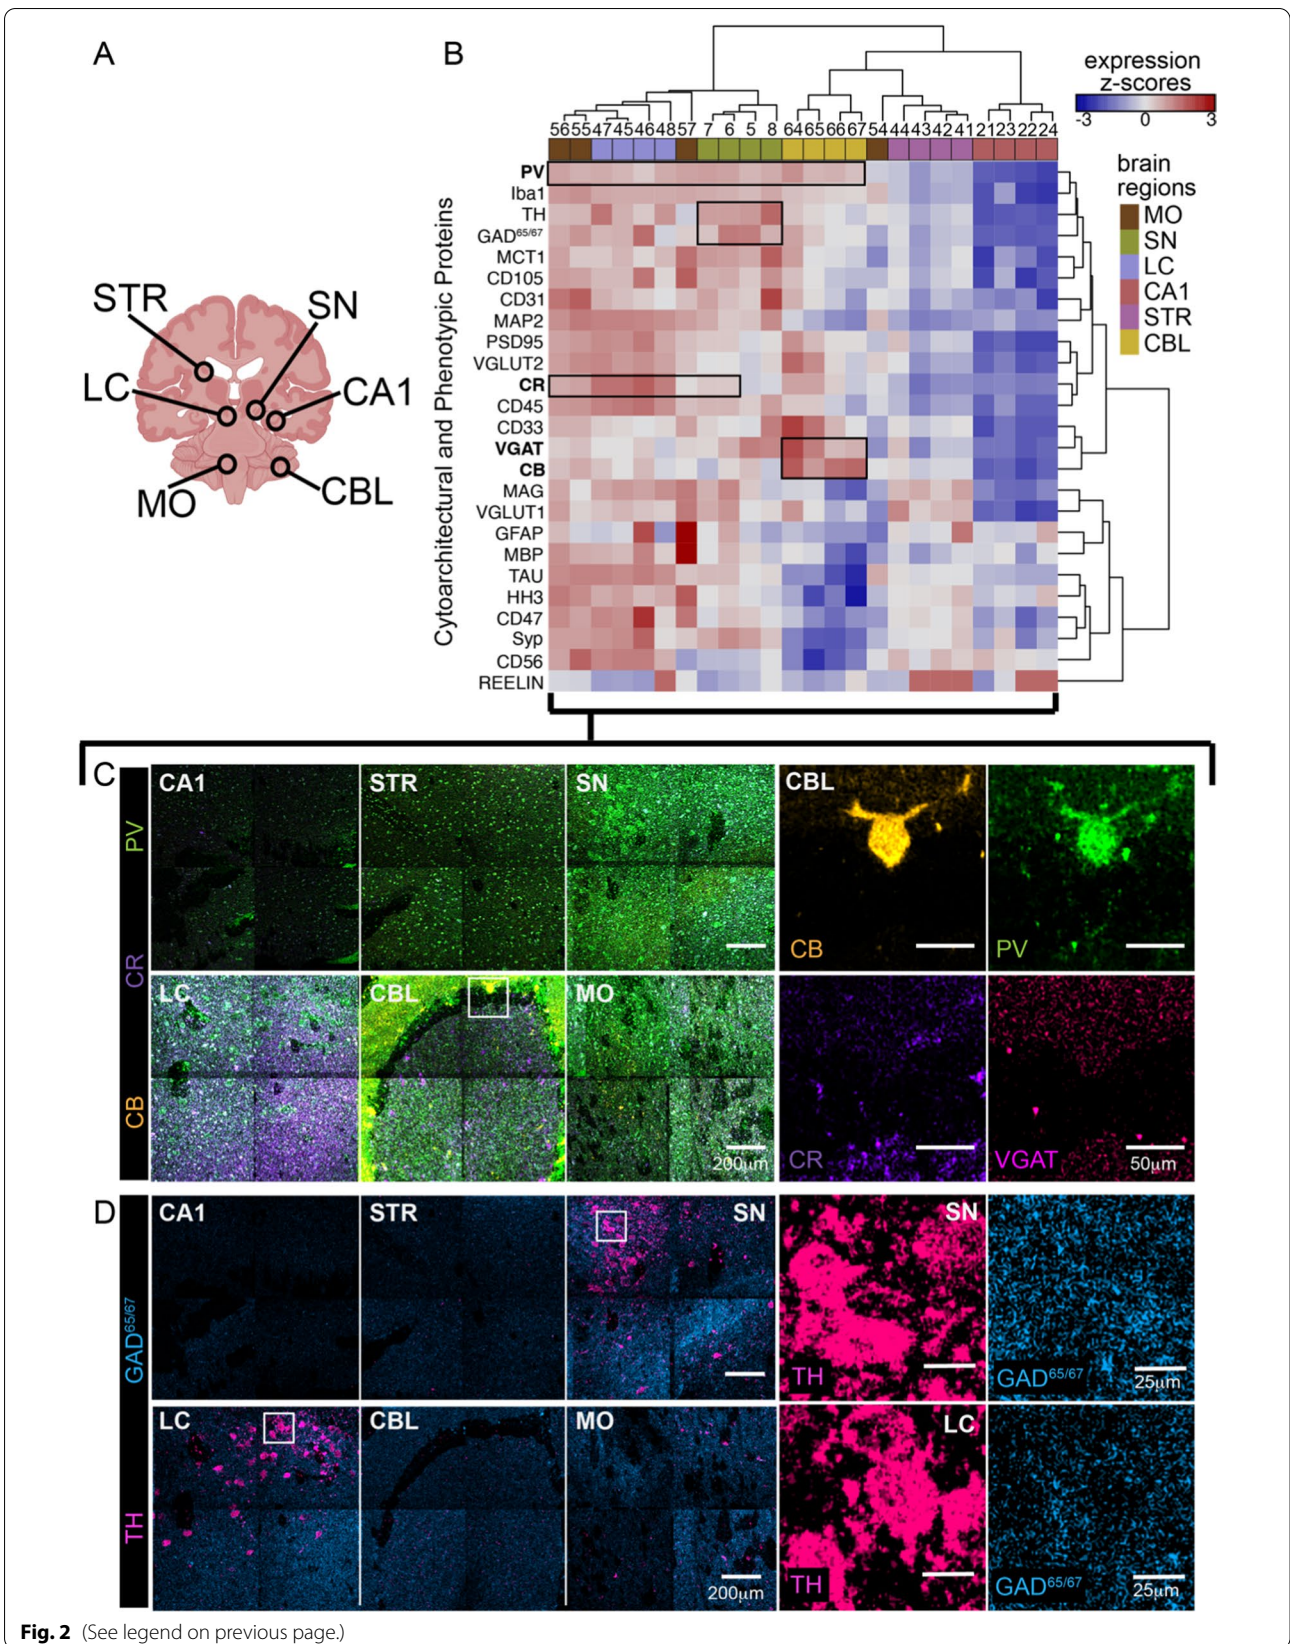 A
B
expression
z-scores
-3 0 3
56 55 47 45 46 48 57 7 6 5 8 64 65 66 67 54 44 43 42 41 21 23 22 24
brain
regions
MO
SN
LC
CA1
STR
CBL
Cytoarchitectural and Phenotypic Proteins
PV
Iba1
TH
GAD65/67
MCT1
CD105
CD31
MAP2
PSD95
VGLUT2
CR
CD45
CD33
VGAT
CB
MAG
VGLUT1
GFAP
MBP
TAU
HH3
CD47
Syp
CD56
REELIN
STR
SN
LC
CA1
MO
CBL
C
PV
CR
CB
CA1
STR
SN
CBL
CB
PV
LC
CBL
MO
200µm
CR
VGAT
50µm
D
GAD65/67
TH
CA1
STR
SN
SN
TH
GAD65/67
25µm
LC
CBL
MO
200µm
LC
TH
GAD65/67
25µm
Fig. 2 (See legend on previous page.)